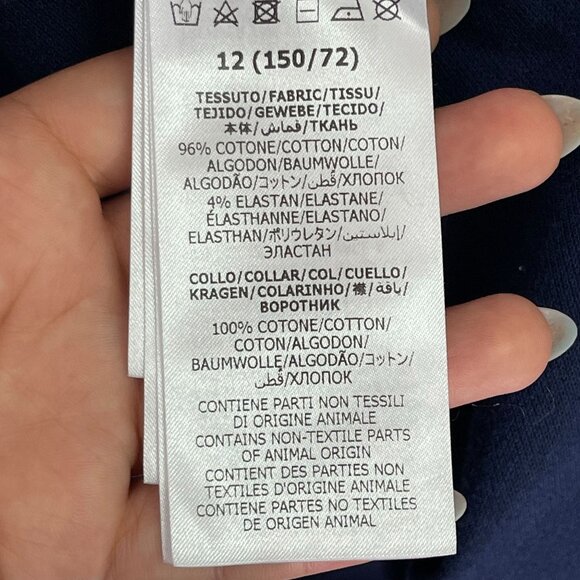 12 (150/72)
TESSUTO/FABRIC/TISSU/
TEJIDO/GEWEBE/TECIDO/
本体/قماش/ТКАНЬ
96% COTONE/COTTON/COTON/
ALGODON/BAUMWOLLE/
ALGODÃO/コットン/قُطن/ХЛОПОК
4% ELASTAN/ELASTANE/
ÉLASTHANNE/ELASTANO/
ELASTHAN/ポリウレタン/إيلاستين/
ЭЛАСТАН
COLLO/COLLAR/COL/CUELLO/
KRAGEN/COLARINHO/襟/ياقة/
ВОРОТНИК
100% COTONE/COTTON/
COTON/ALGODON/
BAUMWOLLE/ALGODÃO/コットン/
قُطن/ХЛОПОК
CONTIENE PARTI NON TESSILI
DI ORIGINE ANIMALE
CONTAINS NON-TEXTILE PARTS
OF ANIMAL ORIGIN
CONTIENT DES PARTIES NON
TEXTILES D'ORIGINE ANIMALE
CONTIENE PARTES NO TEXTILES
DE ORIGEN ANIMAL